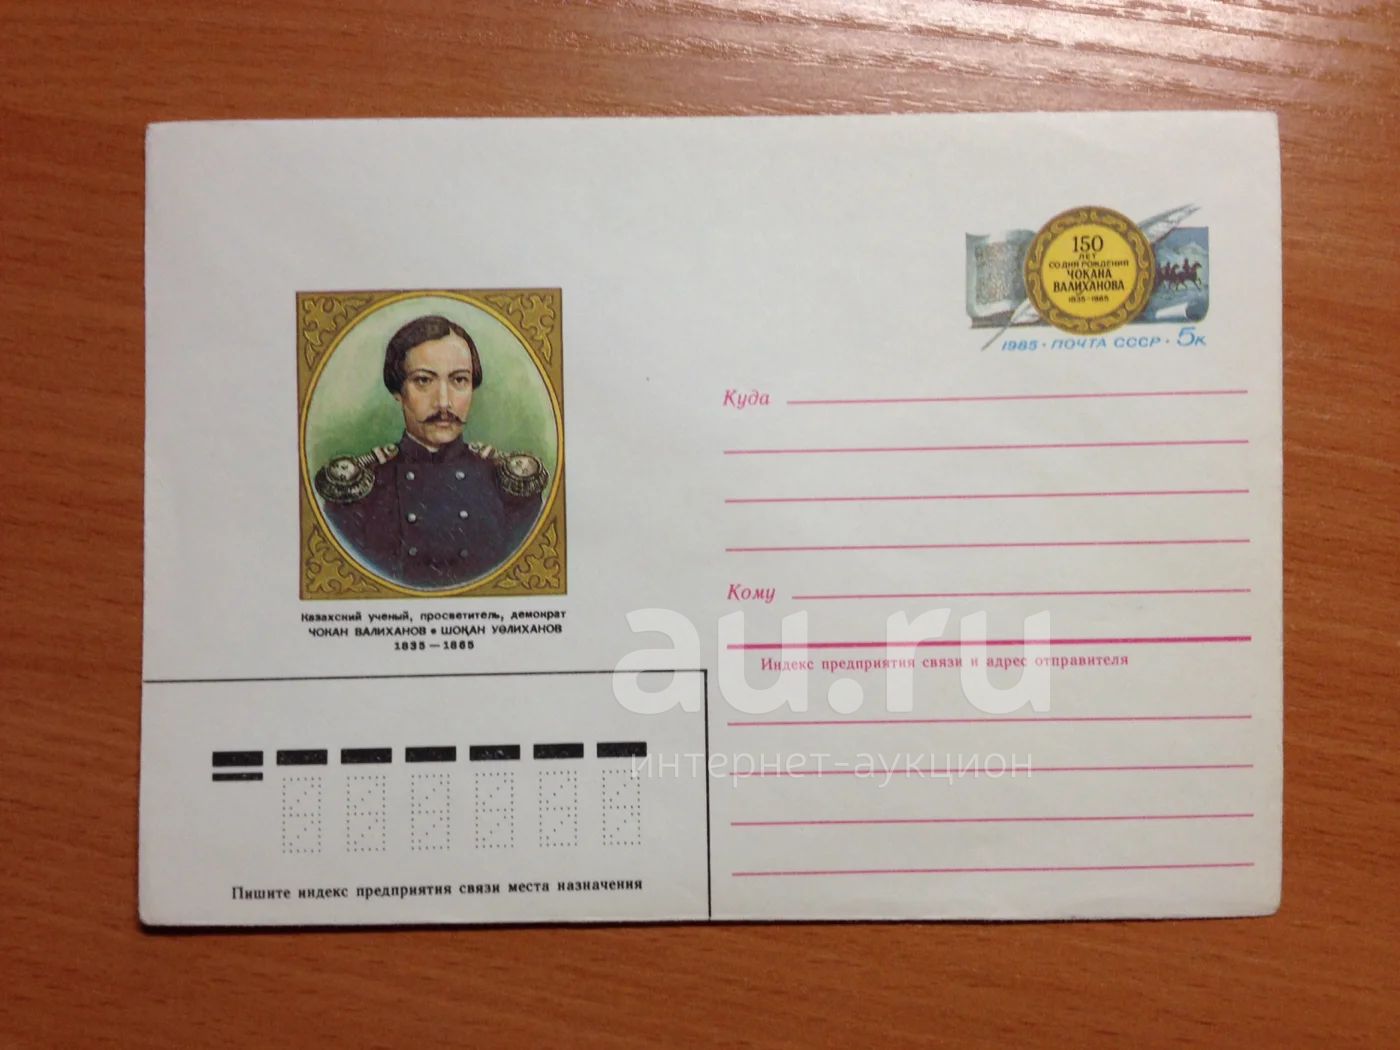 150
ЛЕТ
СО ДНЯ РОЖДЕНИЯ
ЧОКАНА
ВАЛИХАНОВА
1835-1865
1985 • ПОЧТА СССР • 5к
Куда
Казахский ученый, просветитель, демократ
ЧОКАН ВАЛИХАНОВ • ШОҚАН УӘЛИХАНОВ
1835 — 1865
Кому
Индекс предприятия связи и адрес отправителя
au.ru
интернет-аукцион
Пишите индекс предприятия связи места назначения